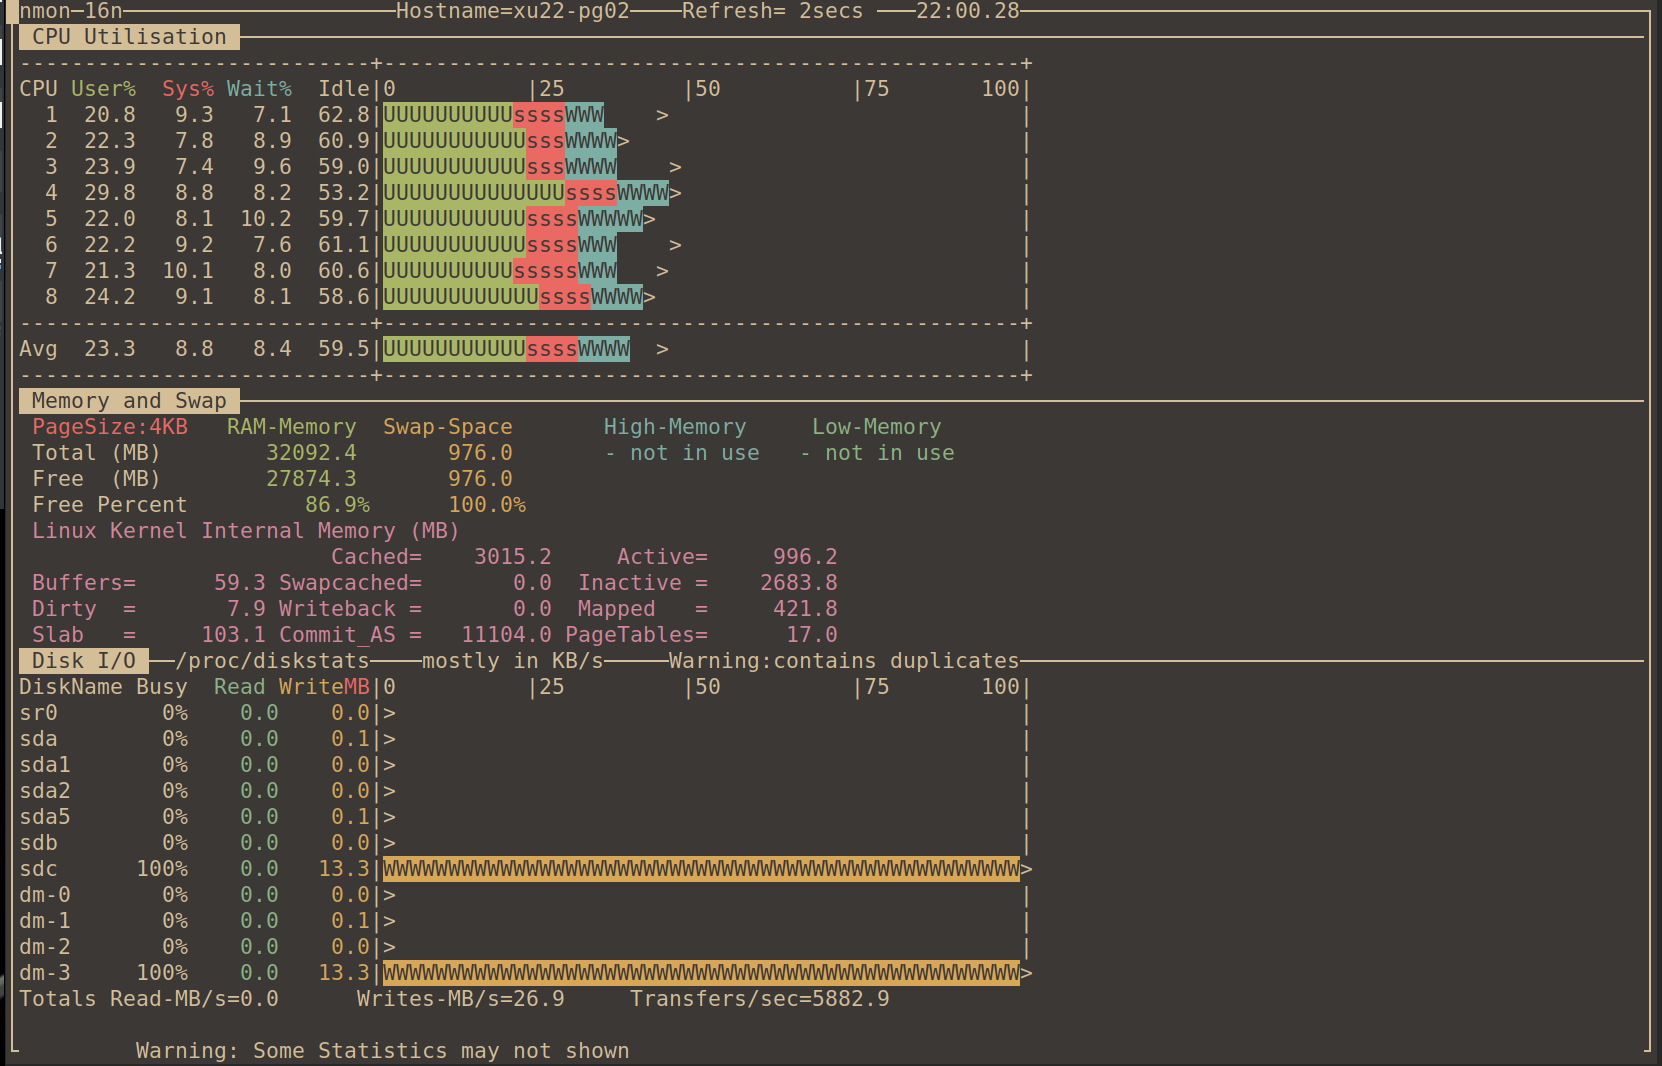 nmon─16n─────────────────────Hostname=xu22-pg02────Refresh= 2secs ───22:00.28
CPU Utilisation
---------------------------+-------------------------------------------------+
CPU User%  Sys% Wait%  Idle|0          |25         |50          |75       100|
  1  20.8   9.3   7.1  62.8|UUUUUUUUUUssssWWW    >                           |
  2  22.3   7.8   8.9  60.9|UUUUUUUUUUUsssWWWW>                              |
  3  23.9   7.4   9.6  59.0|UUUUUUUUUUUsssWWWW    >                          |
  4  29.8   8.8   8.2  53.2|UUUUUUUUUUUUUUssssWWWW>                          |
  5  22.0   8.1  10.2  59.7|UUUUUUUUUUUssssWWWWW>                            |
  6  22.2   9.2   7.6  61.1|UUUUUUUUUUUssssWWW    >                          |
  7  21.3  10.1   8.0  60.6|UUUUUUUUUUsssssWWW   >                           |
  8  24.2   9.1   8.1  58.6|UUUUUUUUUUUUssssWWWW>                            |
---------------------------+-------------------------------------------------+
Avg  23.3   8.8   8.4  59.5|UUUUUUUUUUUssssWWWW  >                           |
---------------------------+-------------------------------------------------+
Memory and Swap
PageSize:4KB   RAM-Memory  Swap-Space       High-Memory     Low-Memory
Total (MB)        32092.4       976.0       - not in use   - not in use
Free  (MB)        27874.3       976.0
Free Percent         86.9%      100.0%
Linux Kernel Internal Memory (MB)
Cached=    3015.2     Active=     996.2
Buffers=      59.3 Swapcached=       0.0  Inactive =    2683.8
Dirty  =       7.9 Writeback =       0.0  Mapped   =     421.8
Slab   =     103.1 Commit_AS =   11104.0 PageTables=      17.0
Disk I/O ──/proc/diskstats────mostly in KB/s─────Warning:contains duplicates
DiskName Busy  Read WriteMB|0          |25         |50          |75       100|
sr0        0%    0.0    0.0|>                                                |
sda        0%    0.0    0.1|>                                                |
sda1       0%    0.0    0.0|>                                                |
sda2       0%    0.0    0.0|>                                                |
sda5       0%    0.0    0.1|>                                                |
sdb        0%    0.0    0.0|>                                                |
sdc      100%    0.0   13.3|WWWWWWWWWWWWWWWWWWWWWWWWWWWWWWWWWWWWWWWWWWWWWWWWW>
dm-0       0%    0.0    0.0|>                                                |
dm-1       0%    0.0    0.1|>                                                |
dm-2       0%    0.0    0.0|>                                                |
dm-3     100%    0.0   13.3|WWWWWWWWWWWWWWWWWWWWWWWWWWWWWWWWWWWWWWWWWWWWWWWWW>
Totals Read-MB/s=0.0      Writes-MB/s=26.9     Transfers/sec=5882.9
Warning: Some Statistics may not shown